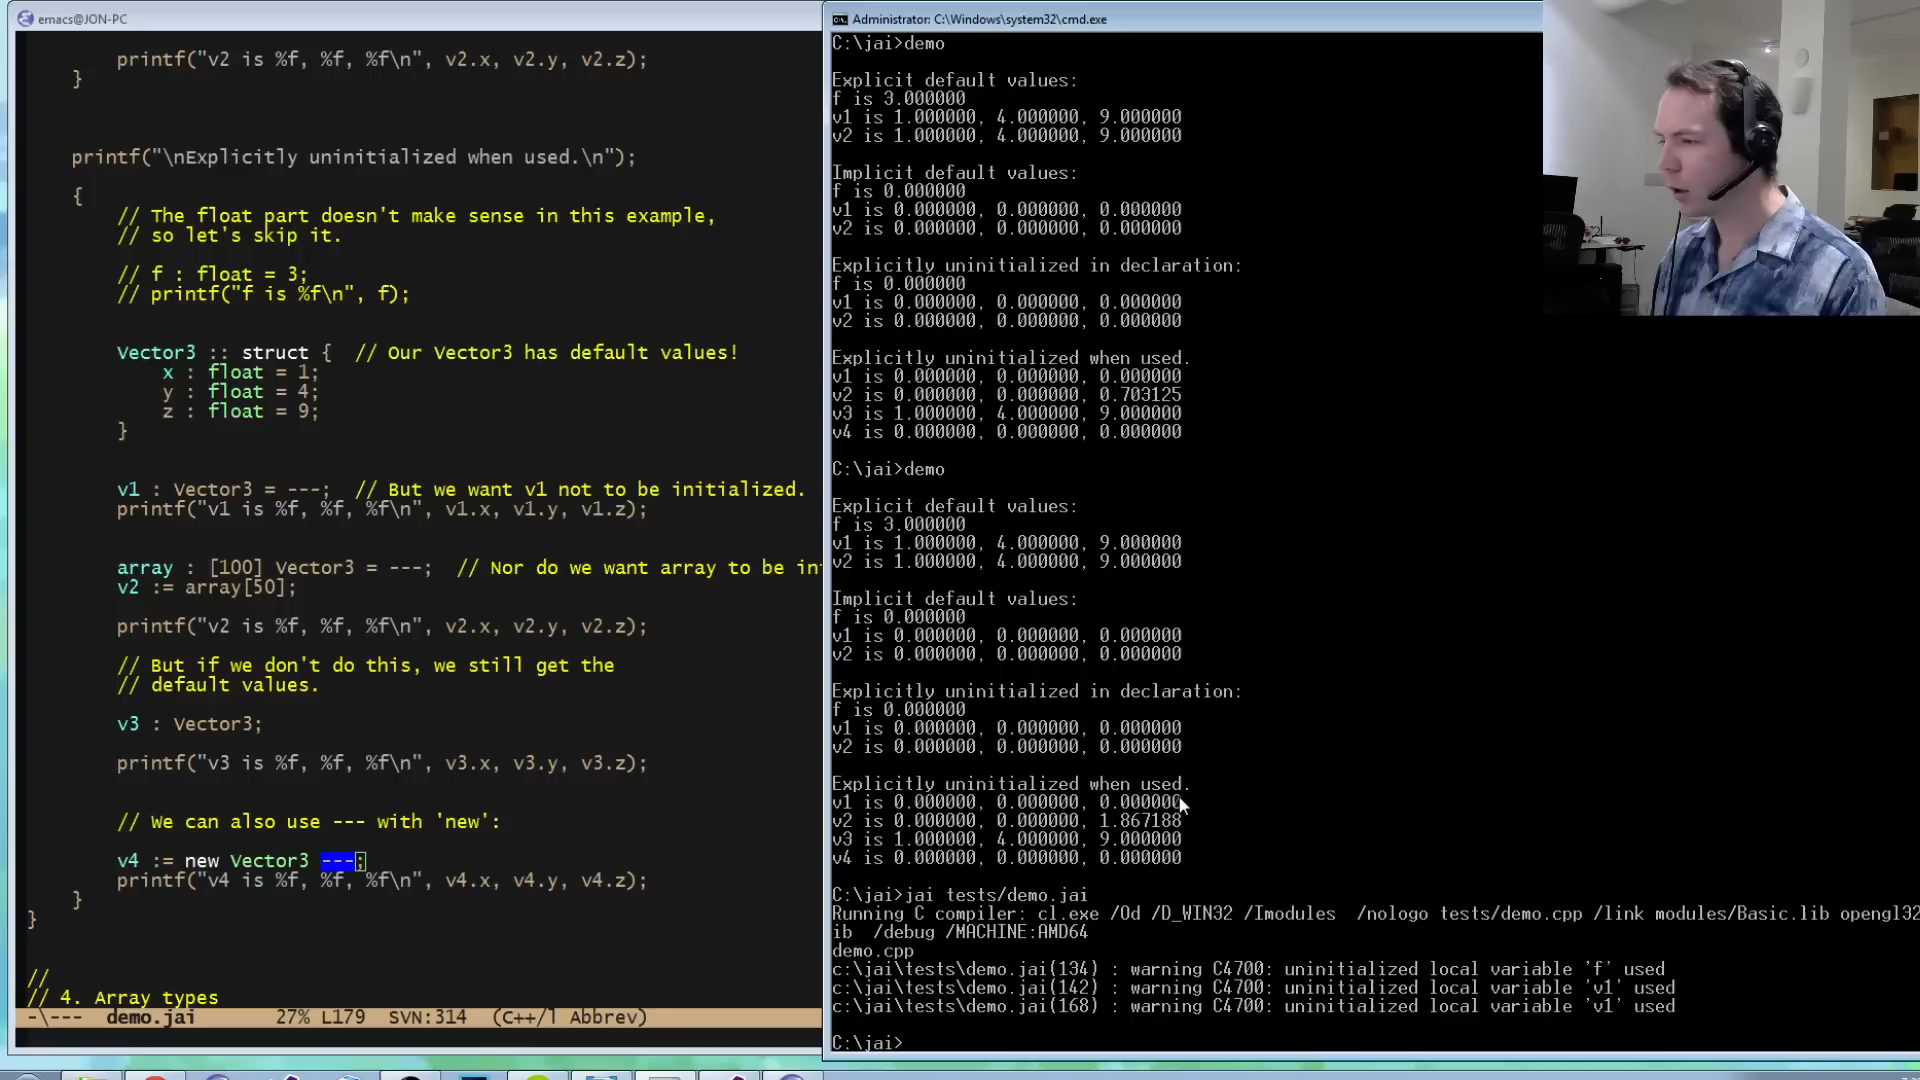 emacs@JON-PC
printf("v2 is %f, %f, %f\n", v2.x, v2.y, v2.z);
}
printf("\nExplicitly uninitialized when used.\n");
{
// The float part doesn't make sense in this example,
// so let's skip it.
// f : float = 3;
// printf("f is %f\n", f);
Vector3 :: struct {  // Our Vector3 has default values!
x : float = 1;
y : float = 4;
z : float = 9;
}
v1 : Vector3 = ---;  // But we want v1 not to be initialized.
printf("v1 is %f, %f, %f\n", v1.x, v1.y, v1.z);
array : [100] Vector3 = ---;  // Nor do we want array to be in
v2 := array[50];
printf("v2 is %f, %f, %f\n", v2.x, v2.y, v2.z);
// But if we don't do this, we still get the
// default values.
v3 : Vector3;
printf("v3 is %f, %f, %f\n", v3.x, v3.y, v3.z);
// We can also use --- with 'new':
v4 := new Vector3 ---;
printf("v4 is %f, %f, %f\n", v4.x, v4.y, v4.z);
}
}
//
// 4. Array types
-\---  demo.jai  27% L179  SVN:314  (C++/l Abbrev)
Administrator: C:\Windows\system32\cmd.exe
C:\jai>demo
Explicit default values:
f is 3.000000
v1 is 1.000000, 4.000000, 9.000000
v2 is 1.000000, 4.000000, 9.000000
Implicit default values:
f is 0.000000
v1 is 0.000000, 0.000000, 0.000000
v2 is 0.000000, 0.000000, 0.000000
Explicitly uninitialized in declaration:
f is 0.000000
v1 is 0.000000, 0.000000, 0.000000
v2 is 0.000000, 0.000000, 0.000000
Explicitly uninitialized when used.
v1 is 0.000000, 0.000000, 0.000000
v2 is 0.000000, 0.000000, 0.703125
v3 is 1.000000, 4.000000, 9.000000
v4 is 0.000000, 0.000000, 0.000000
C:\jai>demo
Explicit default values:
f is 3.000000
v1 is 1.000000, 4.000000, 9.000000
v2 is 1.000000, 4.000000, 9.000000
Implicit default values:
f is 0.000000
v1 is 0.000000, 0.000000, 0.000000
v2 is 0.000000, 0.000000, 0.000000
Explicitly uninitialized in declaration:
f is 0.000000
v1 is 0.000000, 0.000000, 0.000000
v2 is 0.000000, 0.000000, 0.000000
Explicitly uninitialized when used.
v1 is 0.000000, 0.000000, 0.000000
v2 is 0.000000, 0.000000, 1.867188
v3 is 1.000000, 4.000000, 9.000000
v4 is 0.000000, 0.000000, 0.000000
C:\jai>jai tests/demo.jai
Running C compiler: cl.exe /Od /D_WIN32 /Imodules  /nologo tests/demo.cpp /link modules/Basic.lib opengl32
ib  /debug /MACHINE:AMD64
demo.cpp
c:\jai\tests\demo.jai(134) : warning C4700: uninitialized local variable 'f' used
c:\jai\tests\demo.jai(142) : warning C4700: uninitialized local variable 'v1' used
c:\jai\tests\demo.jai(168) : warning C4700: uninitialized local variable 'v1' used
C:\jai>